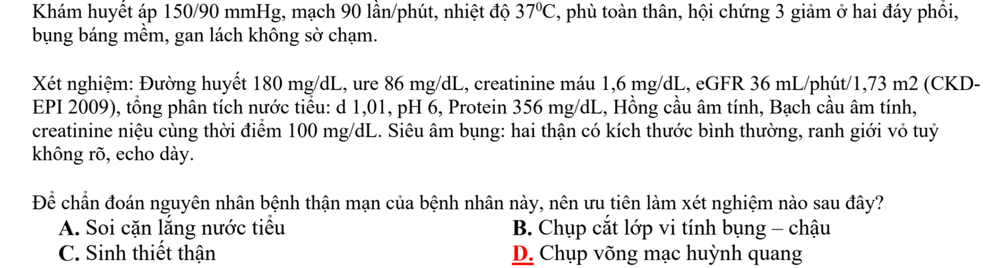 Khám huyết áp 150/90 mmHg, mạch 90 lần/phút, nhiệt độ 37⁰C, phù toàn thân, hội chứng 3 giảm ở hai đáy phổi,
bụng báng mềm, gan lách không sờ chạm.
Xét nghiệm: Đường huyết 180 mg/dL, ure 86 mg/dL, creatinine máu 1,6 mg/dL, eGFR 36 mL/phút/1,73 m2 (CKD-
EPI 2009), tổng phân tích nước tiểu: d 1,01, pH 6, Protein 356 mg/dL, Hồng cầu âm tính, Bạch cầu âm tính,
creatinine niệu cùng thời điểm 100 mg/dL. Siêu âm bụng: hai thận có kích thước bình thường, ranh giới vỏ tuỷ
không rõ, echo dày.
Để chẩn đoán nguyên nhân bệnh thận mạn của bệnh nhân này, nên ưu tiên làm xét nghiệm nào sau đây?
A. Soi cặn lắng nước tiểu B. Chụp cắt lớp vi tính bụng – chậu
C. Sinh thiết thận D. Chụp võng mạc huỳnh quang